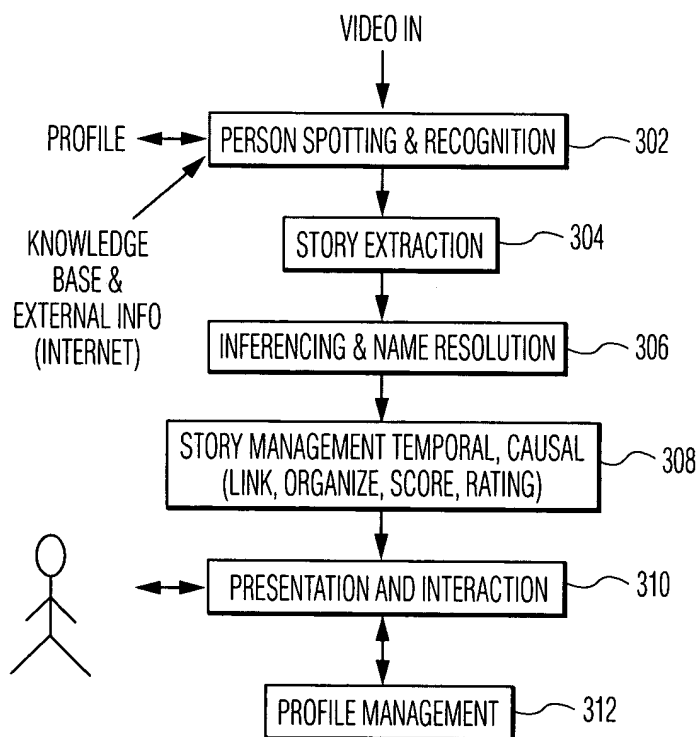 VIDEO IN
PROFILE
PERSON SPOTTING & RECOGNITION
302
KNOWLEDGE
BASE &
EXTERNAL INFO
(INTERNET)
STORY EXTRACTION
304
INFERENCING & NAME RESOLUTION
306
STORY MANAGEMENT TEMPORAL, CAUSAL
(LINK, ORGANIZE, SCORE, RATING)
308
PRESENTATION AND INTERACTION
310
PROFILE MANAGEMENT
312